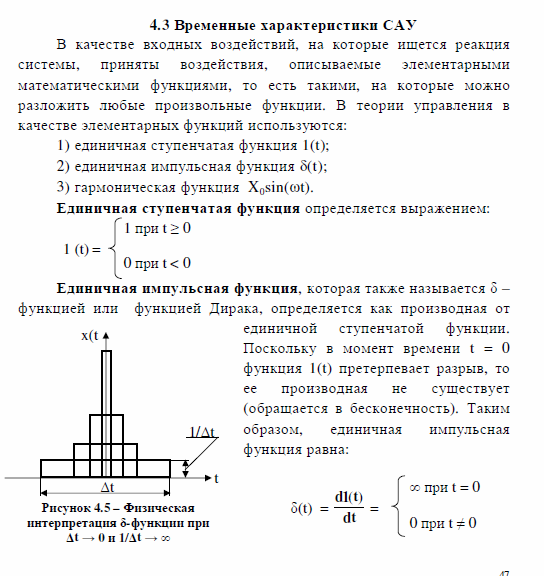 4.3 Временные характеристики САУ
В качестве входных воздействий, на которые ищется реакция
системы, приняты воздействия, описываемые элементарными
математическими функциями, то есть такими, на которые можно
разложить любые произвольные функции. В теории управления в
качестве элементарных функций используются:
1) единичная ступенчатая функция 1(t);
2) единичная импульсная функция δ(t);
3) гармоническая функция X₀sin(ωt).
Единичная ступенчатая функция определяется выражением:
1 при t ≥ 0
1 (t) =
0 при t < 0
Единичная импульсная функция, которая также называется δ –
функцией или функцией Дирака, определяется как производная от
единичной ступенчатой функции.
Поскольку в момент времени t = 0
функция 1(t) претерпевает разрыв, то
ее производная не существует
(обращается в бесконечность). Таким
образом, единичная импульсная
функция равна:
x(t
1/Δt
t
Δt
Рисунок 4.5 – Физическая
интерпретация δ-функции при
Δt → 0 и 1/Δt → ∞
∞ при t = 0
δ(t) = d1(t)/dt =
0 при t ≠ 0
47